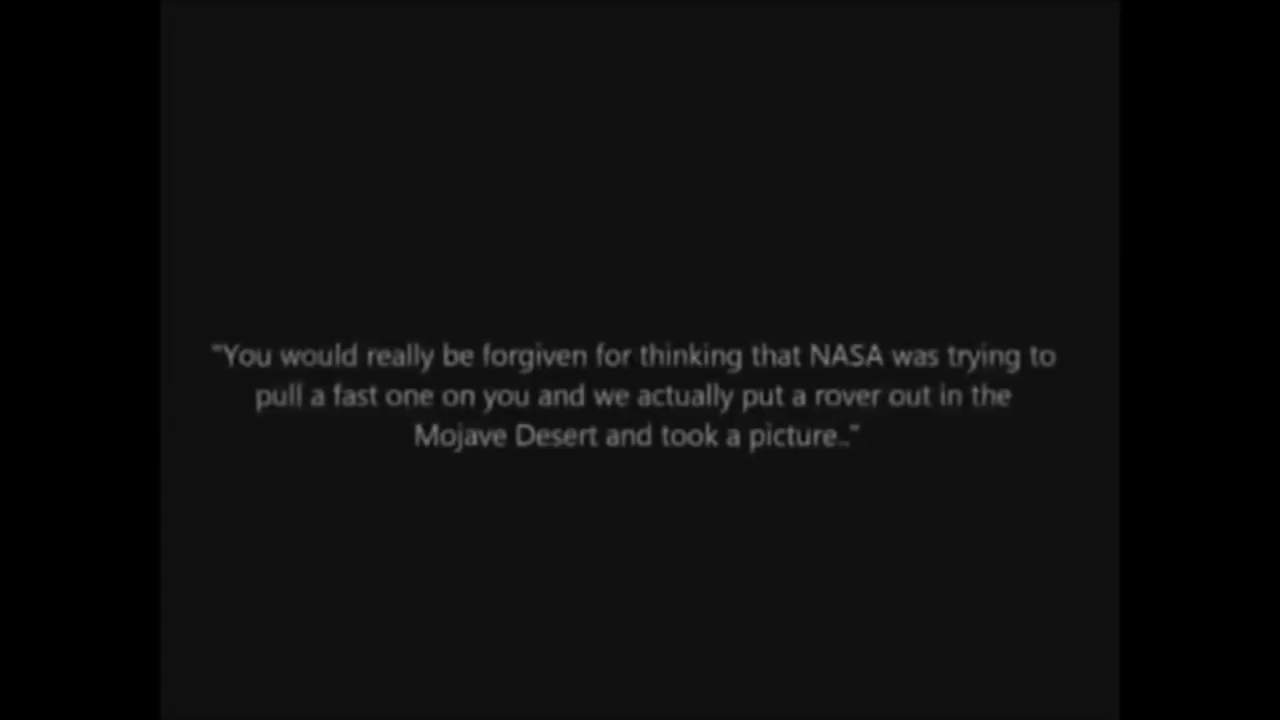 "You would really be forgiven for thinking that NASA was trying to
pull a fast one on you and we actually put a rover out in the
Mojave Desert and took a picture.."